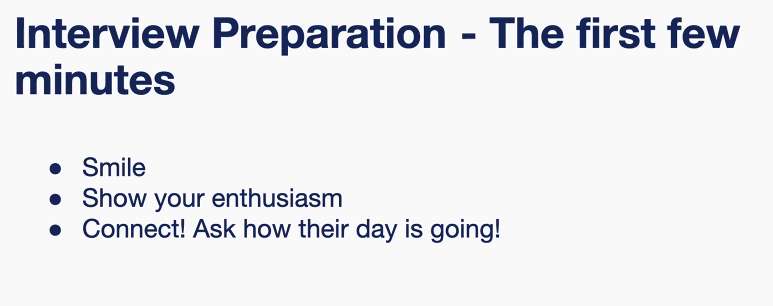 Interview Preparation - The first few
minutes
● Smile
● Show your enthusiasm
● Connect! Ask how their day is going!